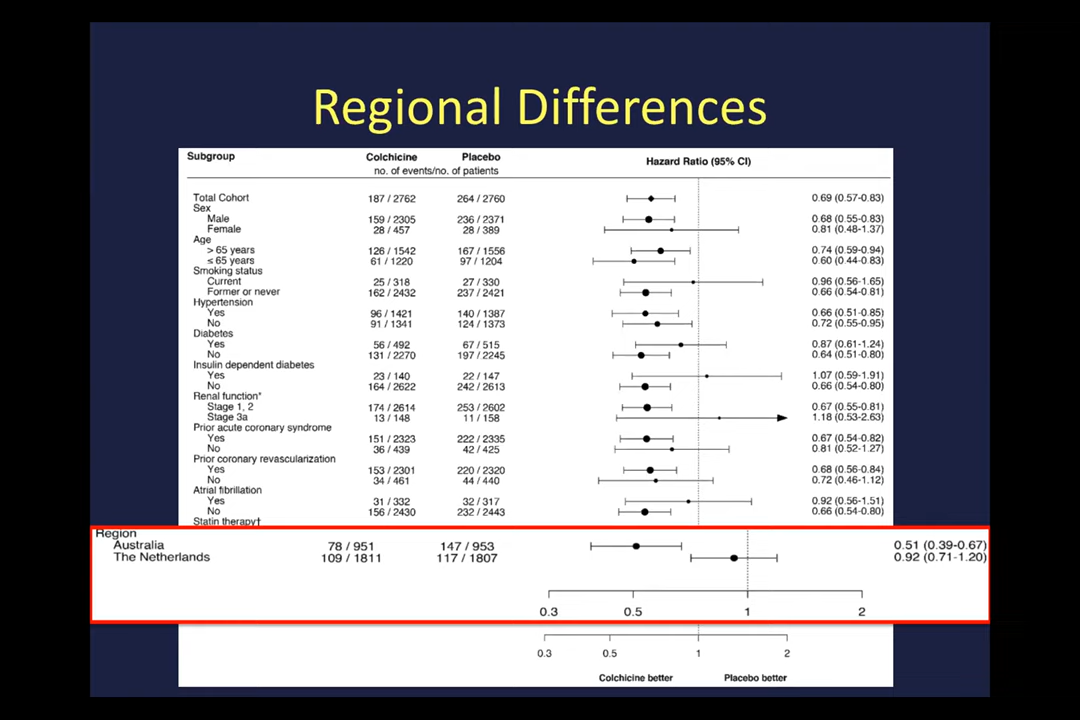 Regional Differences
Subgroup Colchicine Placebo Hazard Ratio (95% CI)
no. of events/no. of patients
Total Cohort 187 / 2762 264 / 2760 0.69 (0.57-0.83)
Sex
Male 159 / 2305 236 / 2371 0.68 (0.55-0.83)
Female 28 / 457 28 / 389 0.81 (0.48-1.37)
Age
> 65 years 126 / 1542 167 / 1556 0.74 (0.59-0.94)
≤ 65 years 61 / 1220 97 / 1204 0.60 (0.44-0.83)
Smoking status
Current 25 / 318 27 / 330 0.96 (0.56-1.65)
Former or never 162 / 2432 237 / 2421 0.66 (0.54-0.81)
Hypertension
Yes 96 / 1421 140 / 1387 0.66 (0.51-0.85)
No 91 / 1341 124 / 1373 0.72 (0.55-0.95)
Diabetes
Yes 56 / 492 67 / 515 0.87 (0.61-1.24)
No 131 / 2270 197 / 2245 0.64 (0.51-0.80)
Insulin dependent diabetes
Yes 23 / 140 22 / 147 1.07 (0.59-1.91)
No 164 / 2622 242 / 2613 0.66 (0.54-0.80)
Renal function*
Stage 1, 2 174 / 2614 253 / 2602 0.67 (0.55-0.81)
Stage 3a 13 / 148 11 / 158 1.18 (0.53-2.63)
Prior acute coronary syndrome
Yes 151 / 2323 222 / 2335 0.67 (0.54-0.82)
No 36 / 439 42 / 425 0.81 (0.52-1.27)
Prior coronary revascularization
Yes 153 / 2301 220 / 2320 0.68 (0.56-0.84)
No 34 / 461 44 / 440 0.72 (0.46-1.12)
Atrial fibrillation
Yes 31 / 332 32 / 317 0.92 (0.56-1.51)
No 156 / 2430 232 / 2443 0.66 (0.54-0.80)
Statin therapy†
Region
Australia 78 / 951 147 / 953 0.51 (0.39-0.67)
The Netherlands 109 / 1811 117 / 1807 0.92 (0.71-1.20)
0.3 0.5 1 2
0.3 0.5 1 2
Colchicine better Placebo better